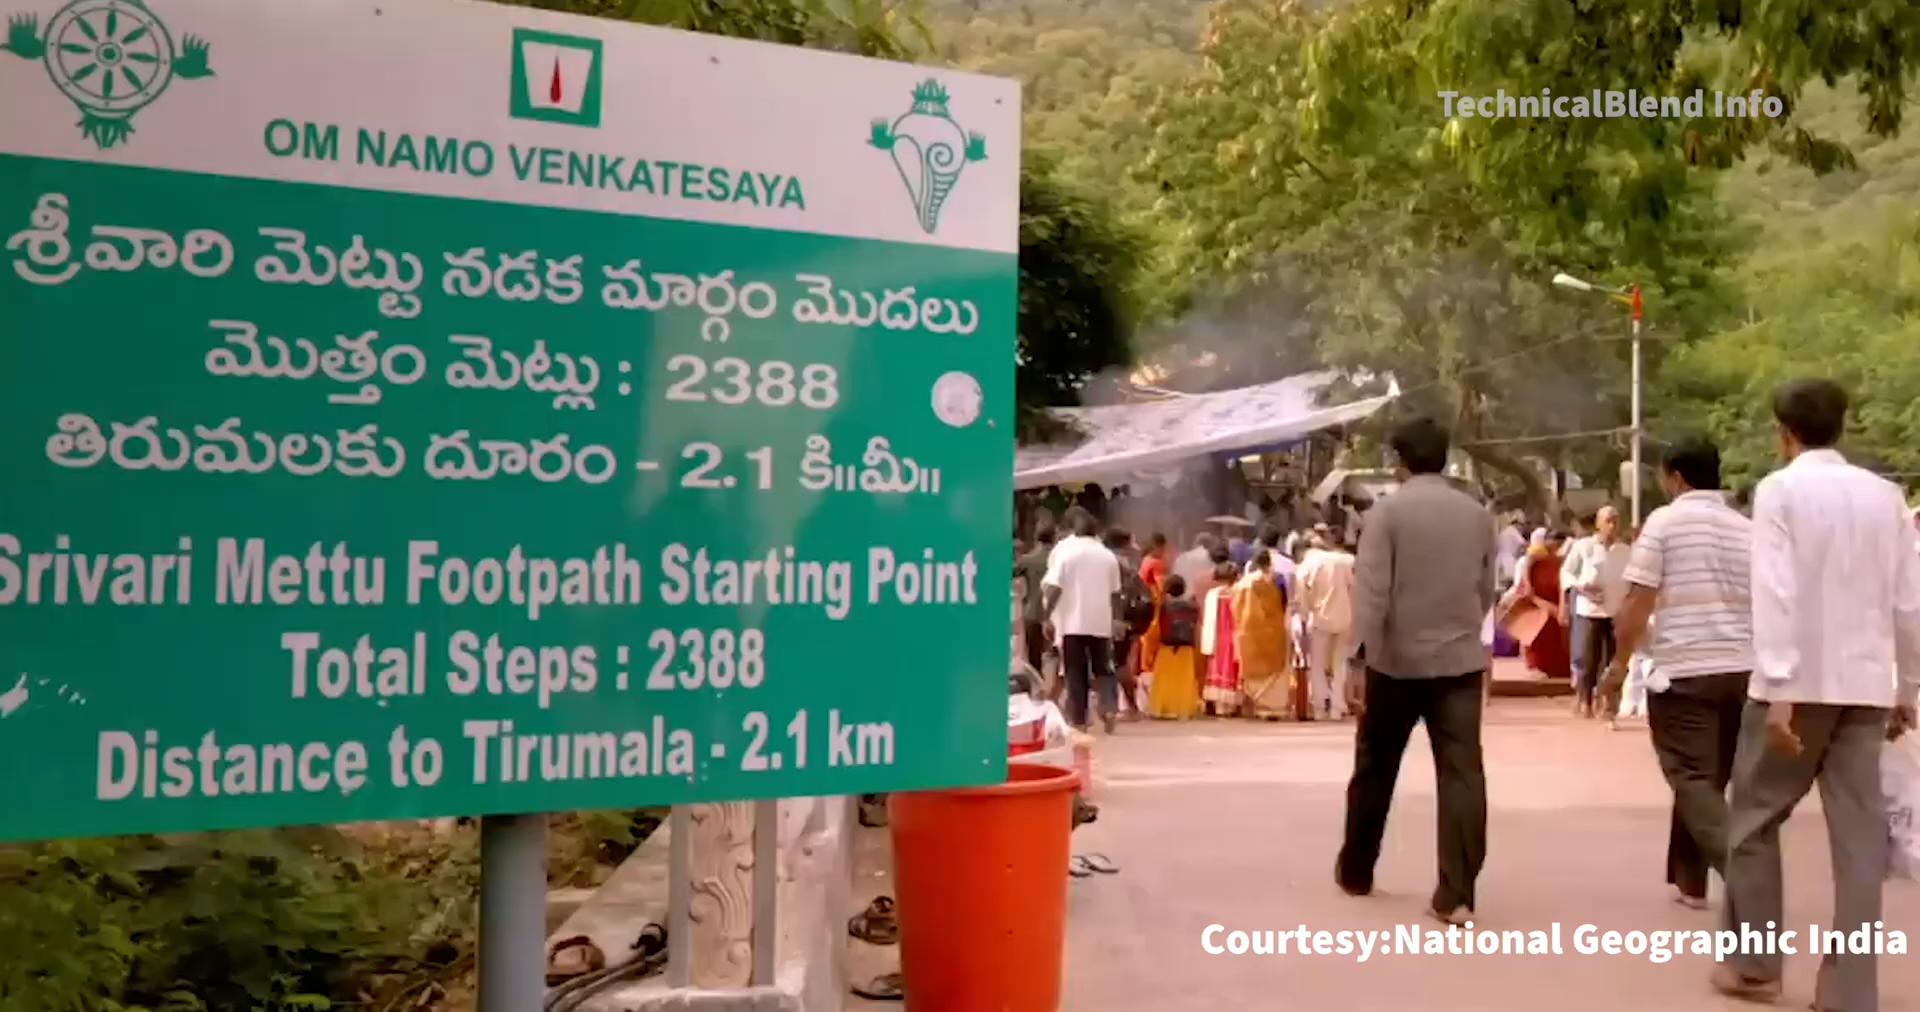 TechnicalBlend Info
OM NAMO VENKATESAYA
శ్రీవారి మెట్టు నడక మార్గం మొదలు
మొత్తం మెట్లు : 2388
తిరుమలకు దూరం - 2.1 కి॥మీ॥
Srivari Mettu Footpath Starting Point
Total Steps : 2388
Distance to Tirumala - 2.1 km
Courtesy:National Geographic India